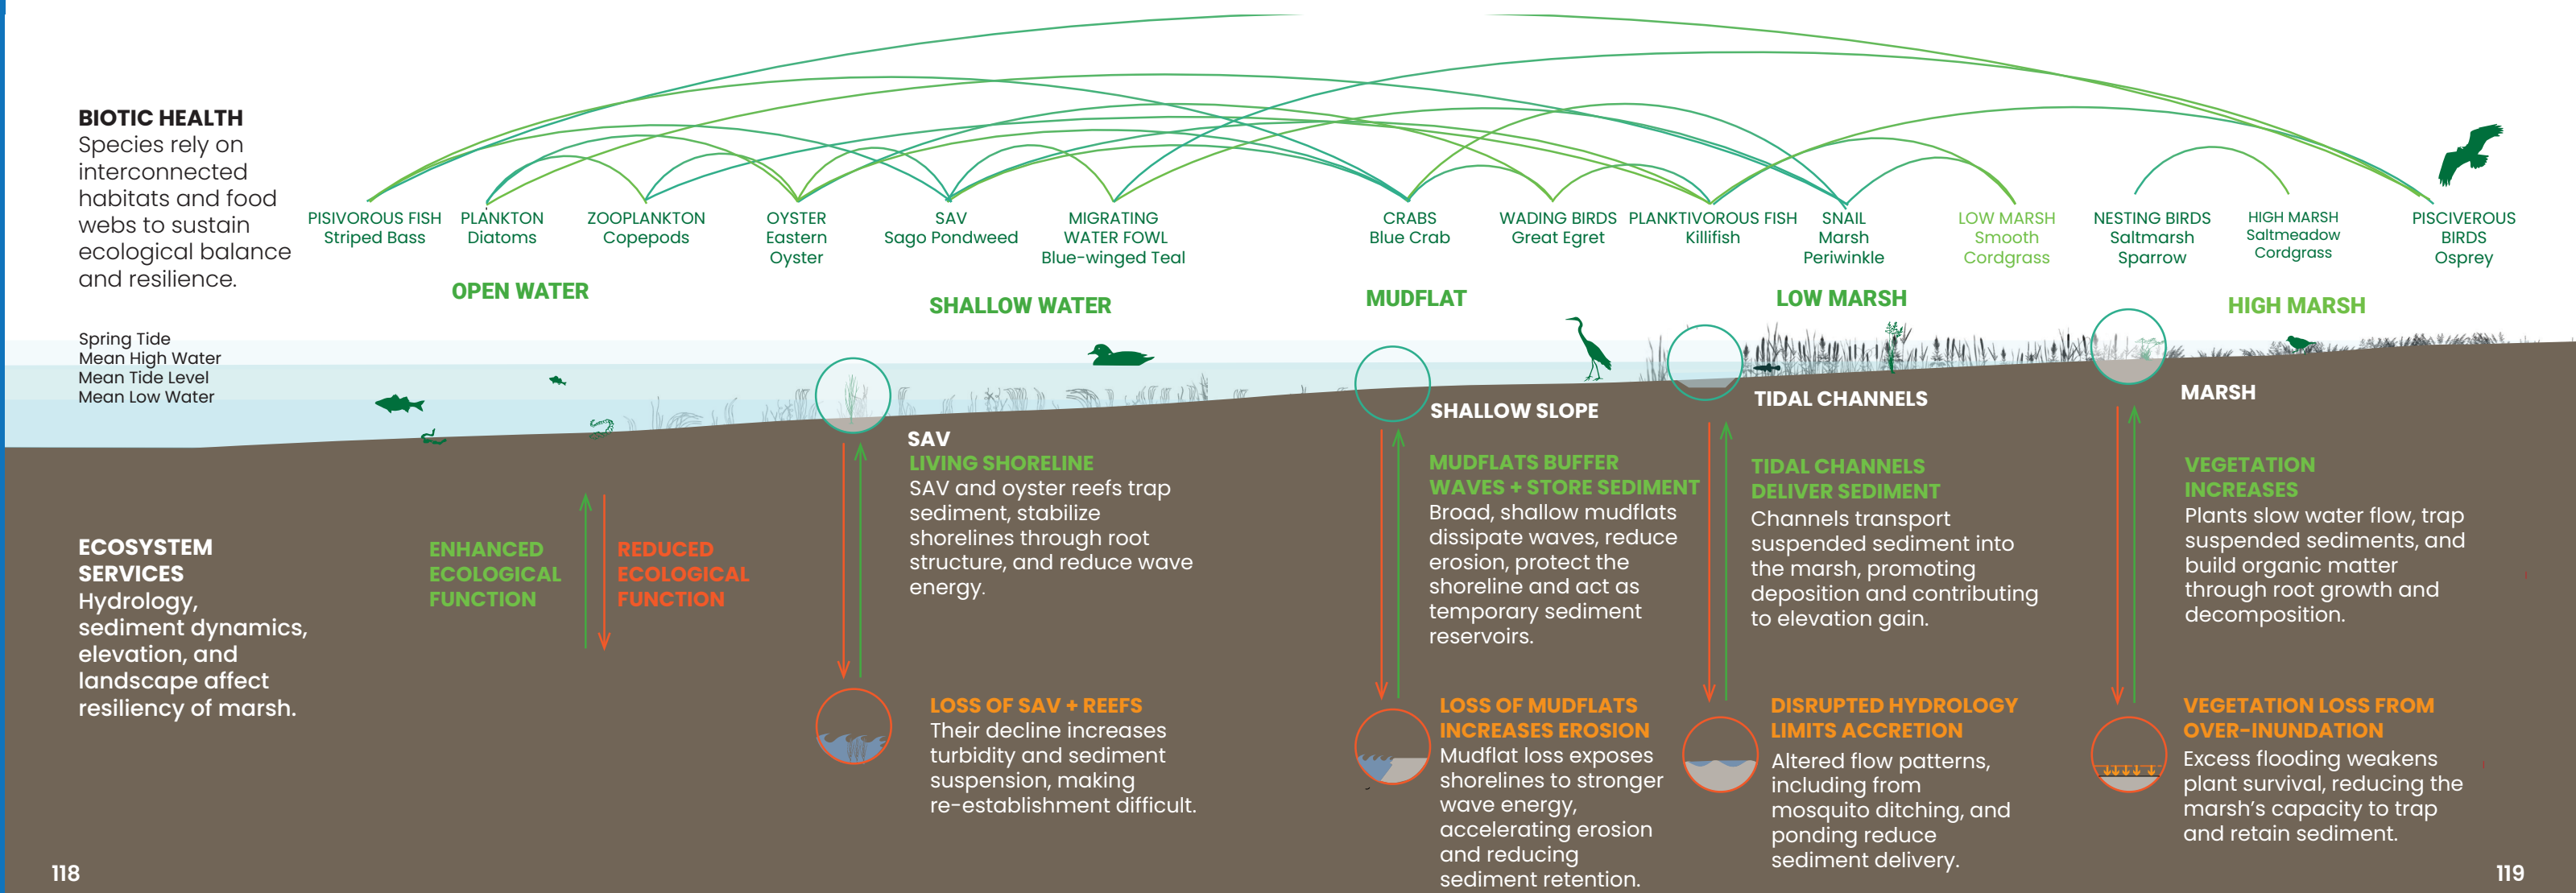 BIOTIC HEALTH
Species rely on
interconnected
habitats and food
webs to sustain
ecological balance
and resilience.
PISIVOROUS FISH
Striped Bass
PLANKTON
Diatoms
ZOOPLANKTON
Copepods
OYSTER
Eastern
Oyster
SAV
Sago Pondweed
MIGRATING
WATER FOWL
Blue-winged Teal
CRABS
Blue Crab
WADING BIRDS
Great Egret
PLANKTIVOROUS FISH
Killifish
SNAIL
Marsh
Periwinkle
LOW MARSH
Smooth
Cordgrass
NESTING BIRDS
Saltmarsh
Sparrow
HIGH MARSH
Saltmeadow
Cordgrass
PISCIVEROUS
BIRDS
Osprey
OPEN WATER
SHALLOW WATER
MUDFLAT
LOW MARSH
HIGH MARSH
Spring Tide
Mean High Water
Mean Tide Level
Mean Low Water
ECOSYSTEM
SERVICES
Hydrology,
sediment dynamics,
elevation, and
landscape affect
resiliency of marsh.
ENHANCED
ECOLOGICAL
FUNCTION
REDUCED
ECOLOGICAL
FUNCTION
SAV
LIVING SHORELINE
SAV and oyster reefs trap
sediment, stabilize
shorelines through root
structure, and reduce wave
energy.
LOSS OF SAV + REEFS
Their decline increases
turbidity and sediment
suspension, making
re-establishment difficult.
SHALLOW SLOPE
MUDFLATS BUFFER
WAVES + STORE SEDIMENT
Broad, shallow mudflats
dissipate waves, reduce
erosion, protect the
shoreline and act as
temporary sediment
reservoirs.
LOSS OF MUDFLATS
INCREASES EROSION
Mudflat loss exposes
shorelines to stronger
wave energy,
accelerating erosion
and reducing
sediment retention.
TIDAL CHANNELS
TIDAL CHANNELS
DELIVER SEDIMENT
Channels transport
suspended sediment into
the marsh, promoting
deposition and contributing
to elevation gain.
DISRUPTED HYDROLOGY
LIMITS ACCRETION
Altered flow patterns,
including from
mosquito ditching, and
ponding reduce
sediment delivery.
MARSH
VEGETATION
INCREASES
Plants slow water flow, trap
suspended sediments, and
build organic matter
through root growth and
decomposition.
VEGETATION LOSS FROM
OVER-INUNDATION
Excess flooding weakens
plant survival, reducing the
marsh's capacity to trap
and retain sediment.
118
119